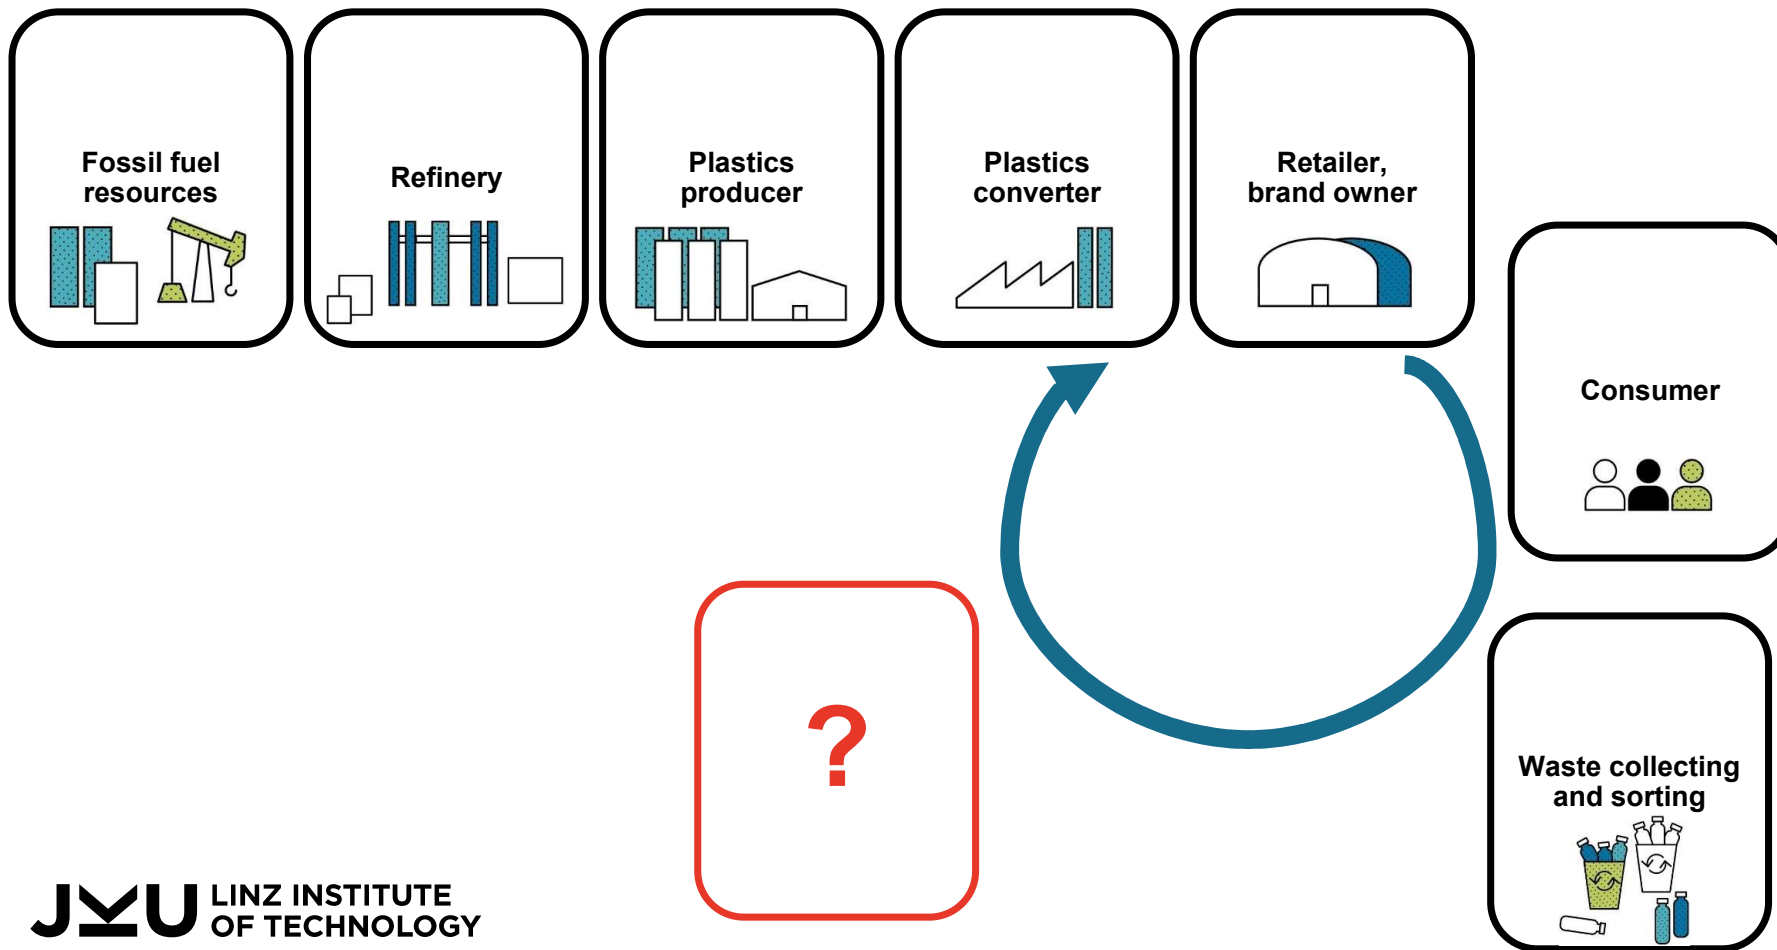 Fossil fuel
resources
Refinery
Plastics
producer
Plastics
converter
Retailer,
brand owner
Consumer
?
Waste collecting
and sorting
JKU LINZ INSTITUTE
OF TECHNOLOGY